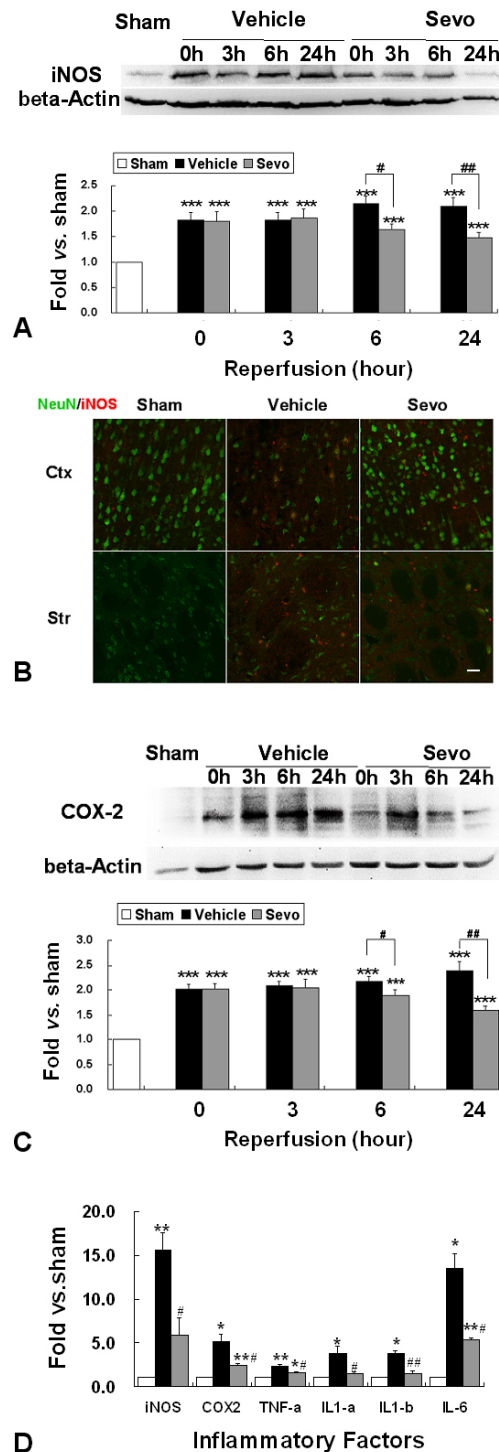 Sham Vehicle Sevo
0h 3h 6h 24h 0h 3h 6h 24h
iNOS
beta-Actin
Sham Vehicle Sevo
# ##
*** *** *** *** *** *** *** ***
Fold vs. sham
2.5
2.0
1.5
1.0
0.5
0.0
0 3 6 24
Reperfusion (hour)
A
NeuN/iNOS Sham Vehicle Sevo
Ctx
Str
B
Sham Vehicle Sevo
0h 3h 6h 24h 0h 3h 6h 24h
COX-2
beta-Actin
Sham Vehicle Sevo
# ##
*** *** *** *** *** *** *** ***
Fold vs. sham
3.0
2.5
2.0
1.5
1.0
0.5
0.0
0 3 6 24
Reperfusion (hour)
C
Fold vs.sham
20.0
15.0
10.0
5.0
0.0
** # * **# ** *# * # * ## * **#
iNOS COX2 TNF-a IL1-a IL1-b IL-6
Inflammatory Factors
D